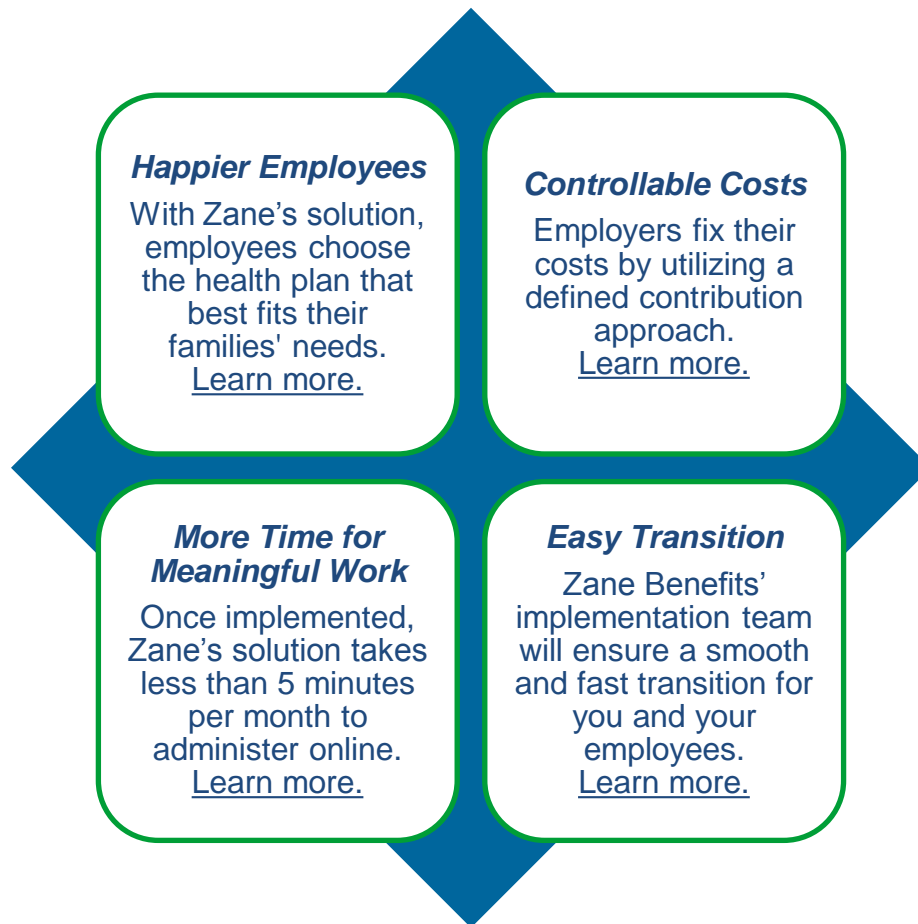 Happier Employees
With Zane’s solution,
employees choose
the health plan that
best fits their
families' needs.
Learn more.
Controllable Costs
Employers fix their
costs by utilizing a
defined contribution
approach.
Learn more.
More Time for
Meaningful Work
Once implemented,
Zane’s solution takes
less than 5 minutes
per month to
administer online.
Learn more.
Easy Transition
Zane Benefits’
implementation team
will ensure a smooth
and fast transition for
you and your
employees.
Learn more.